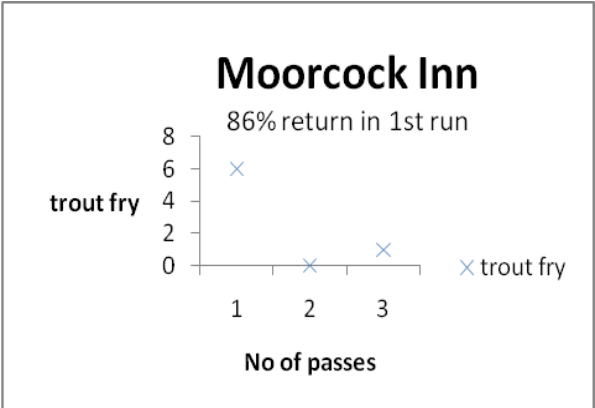 Moorcock Inn
86% return in 1st run
8
6
trout fry 4
2
0
trout fry
1 2 3
No of passes